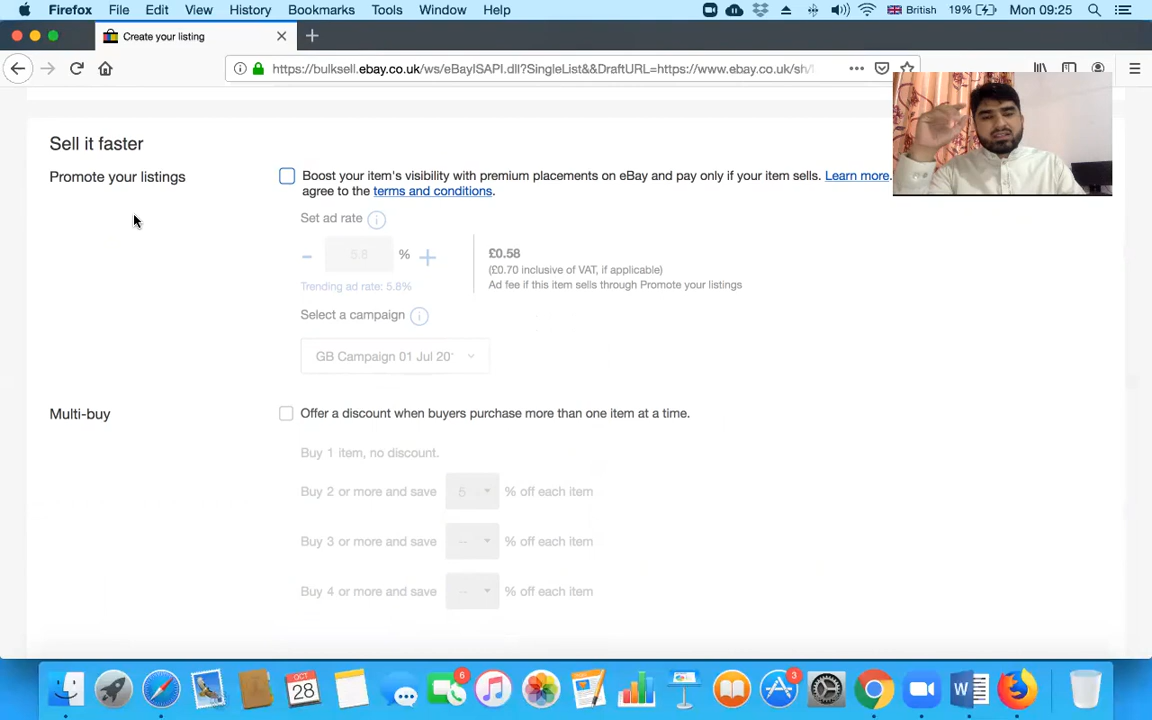 Firefox File Edit View History Bookmarks Tools Window Help British 19% Mon 09:25
Create your listing
https://bulksell.ebay.co.uk/ws/eBayISAPI.dll?SingleList&&DraftURL=https://www.ebay.co.uk/sh/
Sell it faster
Promote your listings
Boost your item's visibility with premium placements on eBay and pay only if your item sells. Learn more.
agree to the terms and conditions.
Set ad rate
- 5.8 % +
£0.58
(£0.70 inclusive of VAT, if applicable)
Trending ad rate: 5.8%
Ad fee if this item sells through Promote your listings
Select a campaign
GB Campaign 01 Jul 20
Multi-buy
Offer a discount when buyers purchase more than one item at a time.
Buy 1 item, no discount.
Buy 2 or more and save 5 % off each item
Buy 3 or more and save -- % off each item
Buy 4 or more and save -- % off each item
OCT
28
6
3